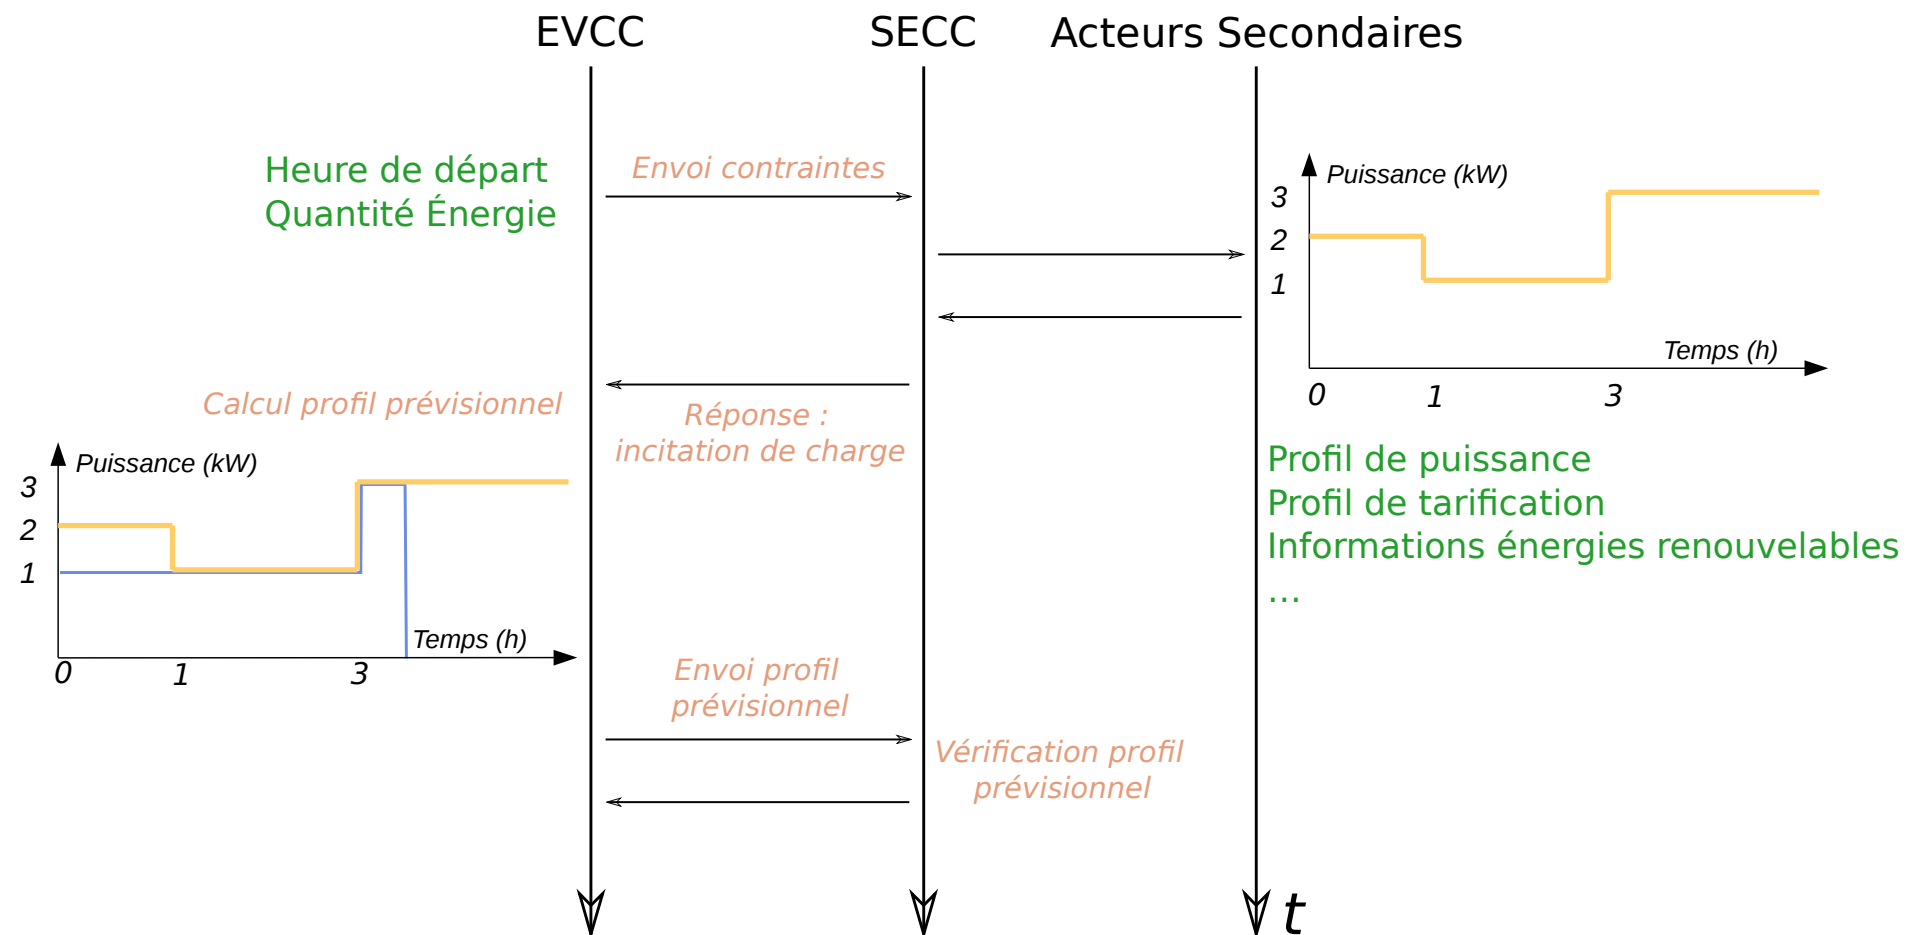 EVCC
SECC
Acteurs Secondaires
Heure de départ
Quantité Énergie
Envoi contraintes
Puissance (kW)
3
2
1
Temps (h)
0
1
3
Calcul profil prévisionnel
Réponse :
incitation de charge
Puissance (kW)
3
2
1
Temps (h)
0
1
3
Profil de puissance
Profil de tarification
Informations énergies renouvelables
...
Envoi profil
prévisionnel
Vérification profil
prévisionnel
t